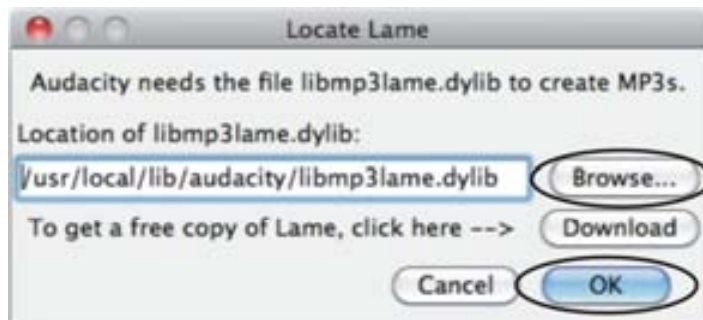 Locate Lame
Audacity needs the file libmp3lame.dylib to create MP3s.
Location of libmp3lame.dylib:
/usr/local/lib/audacity/libmp3lame.dylib
Browse...
To get a free copy of Lame, click here -->
Download
Cancel
OK